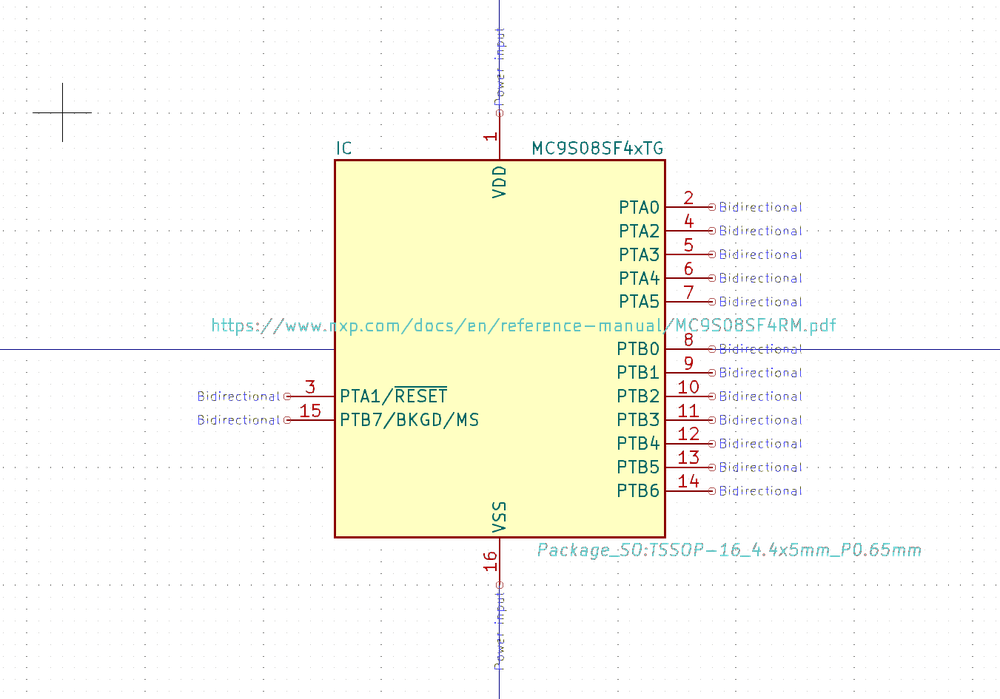 Power input
1
IC MC9S08SF4xTG
VDD
PTA0 2 Bidirectional
PTA2 4 Bidirectional
PTA3 5 Bidirectional
PTA4 6 Bidirectional
PTA5 7 Bidirectional
https://www.nxp.com/docs/en/reference-manual/MC9S08SF4RM.pdf
PTB0 8 Bidirectional
PTB1 9 Bidirectional
Bidirectional 3 PTA1/RESET PTB2 10 Bidirectional
Bidirectional 15 PTB7/BKGD/MS PTB3 11 Bidirectional
PTB4 12 Bidirectional
PTB5 13 Bidirectional
PTB6 14 Bidirectional
VSS
Package_SO:TSSOP-16_4.4x5mm_P0.65mm
16
Power input